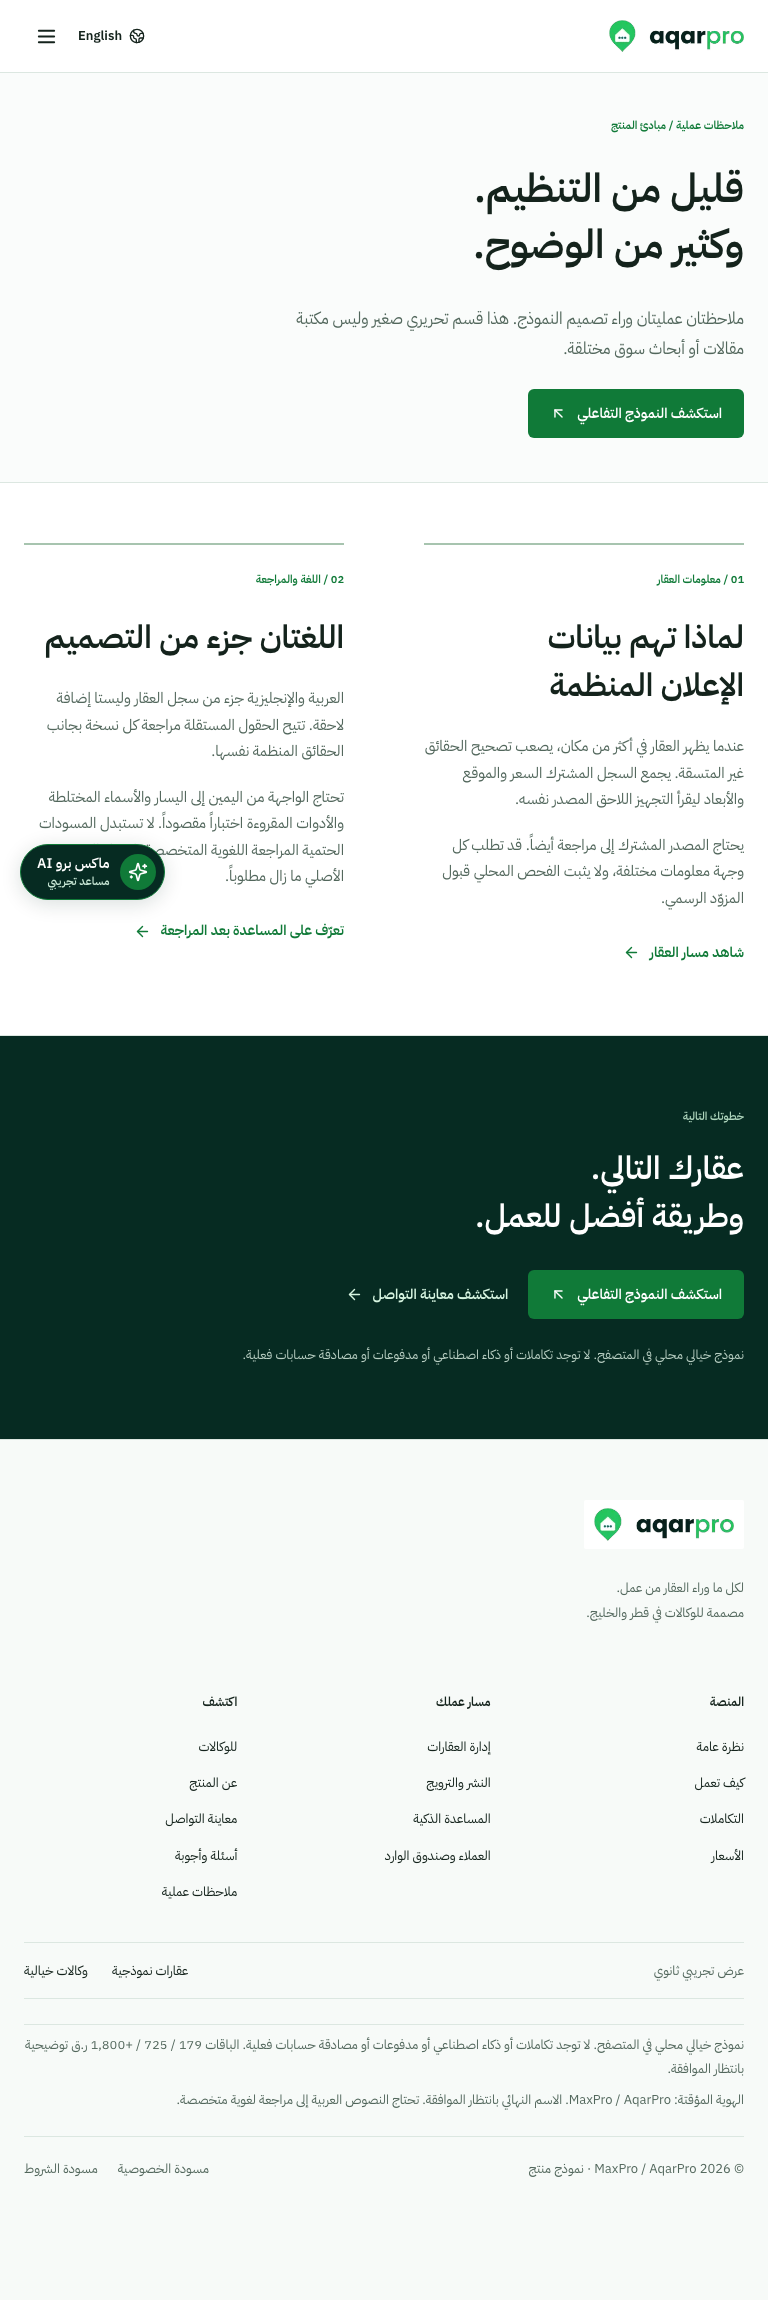 aqarpro
English
ملاحظات عملية / مبادئ المنتج
قليل من التنظيم.
وكثير من الوضوح.
ملاحظتان عمليتان وراء تصميم النموذج. هذا قسم تحريري صغير وليس مكتبة
مقالات أو أبحاث سوق مختلقة.
استكشف النموذج التفاعلي
01 / معلومات العقار
لماذا تهم بيانات
الإعلان المنظمة
عندما يظهر العقار في أكثر من مكان، يصعب تصحيح الحقائق
غير المتسقة. يجمع السجل المشترك السعر والموقع
والأبعاد ليقرأ التجهيز اللاحق المصدر نفسه.
يحتاج المصدر المشترك إلى مراجعة أيضاً. قد تطلب كل
وجهة معلومات مختلفة، ولا يثبت الفحص المحلي قبول
المزوّد الرسمي.
شاهد مسار العقار
02 / اللغة والمراجعة
اللغتان جزء من التصميم
العربية والإنجليزية جزء من سجل العقار وليستا إضافة
لاحقة. تتيح الحقول المستقلة مراجعة كل نسخة بجانب
الحقائق المنظمة نفسها.
تحتاج الواجهة من اليمين إلى اليسار والأسماء المختلطة
والأدوات المقروءة اختباراً مقصوداً. لا تستبدل المسودات
الحتمية المراجعة اللغوية المتخصصة
الأصلي ما زال مطلوباً.
تعرّف على المساعدة بعد المراجعة
ماكس برو AI
مساعد تجريبي
خطوتك التالية
عقارك التالي.
وطريقة أفضل للعمل.
استكشف النموذج التفاعلي
استكشف معاينة التواصل
نموذج خيالي محلي في المتصفح. لا توجد تكاملات أو ذكاء اصطناعي أو مدفوعات أو مصادقة حسابات فعلية.
aqarpro
لكل ما وراء العقار من عمل.
مصممة للوكالات في قطر والخليج.
المنصة
نظرة عامة
كيف تعمل
التكاملات
الأسعار
مسار عملك
إدارة العقارات
النشر والترويج
المساعدة الذكية
العملاء وصندوق الوارد
اكتشف
للوكالات
عن المنتج
معاينة التواصل
أسئلة وأجوبة
ملاحظات عملية
عرض تجريبي ثانوي
عقارات نموذجية
وكالات خيالية
نموذج خيالي محلي في المتصفح. لا توجد تكاملات أو ذكاء اصطناعي أو مدفوعات أو مصادقة حسابات فعلية. الباقات 179 / 725 / +1,800 ر.ق توضيحية
بانتظار الموافقة.
الهوية المؤقتة: MaxPro / AqarPro. الاسم النهائي بانتظار الموافقة. تحتاج النصوص العربية إلى مراجعة لغوية متخصصة.
© 2026 MaxPro / AqarPro · نموذج منتج
مسودة الخصوصية
مسودة الشروط